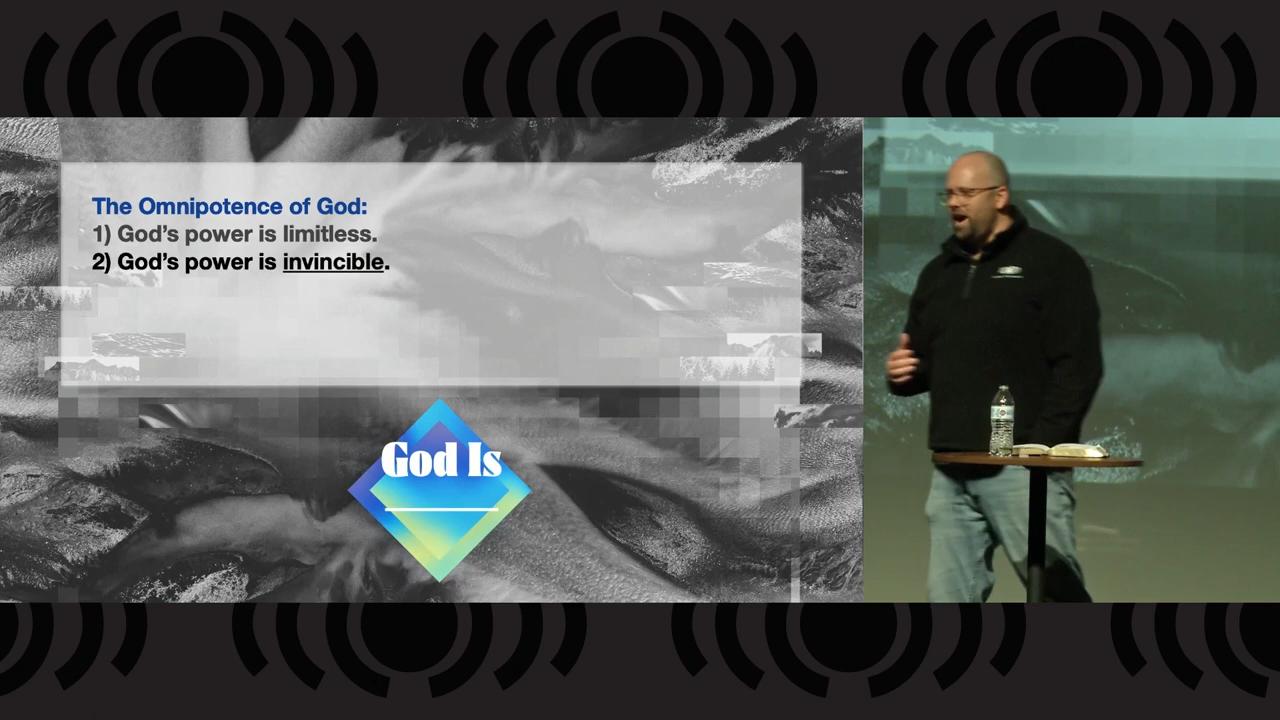 The Omnipotence of God:
1) God’s power is limitless.
2) God’s power is invincible.
God Is